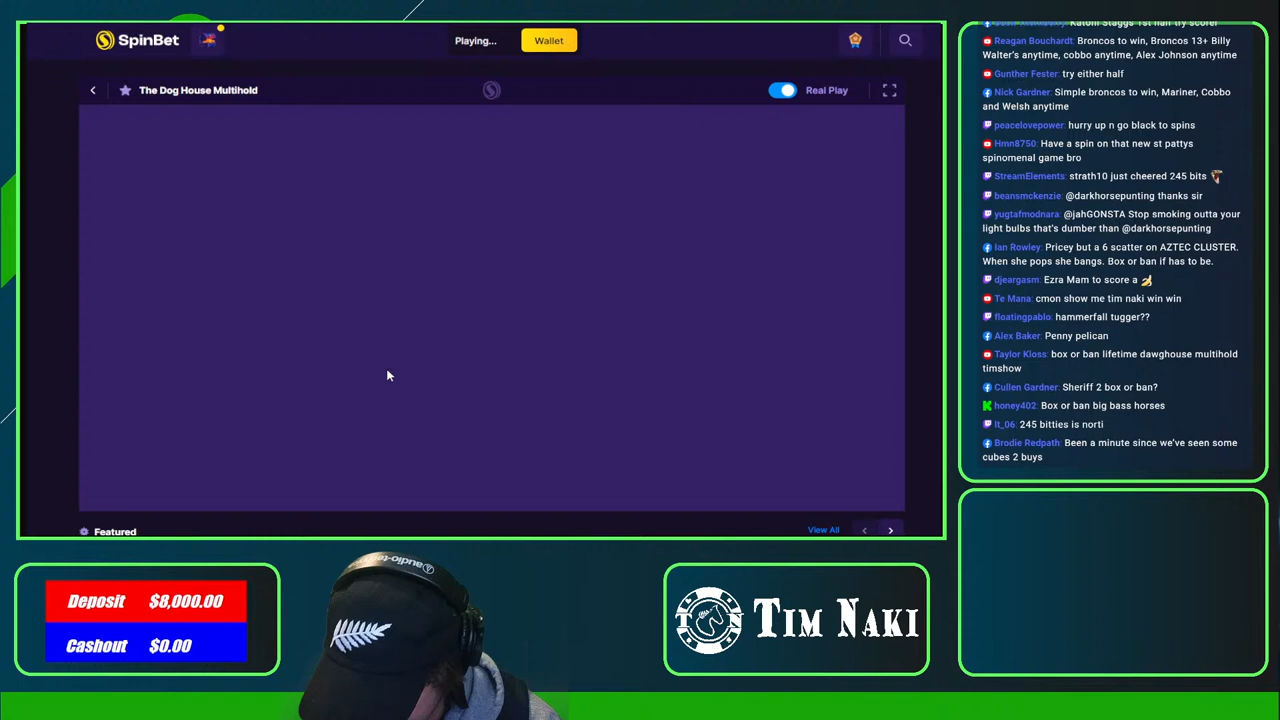 SpinBet
Playing...
Wallet
The Dog House Multihold
Real Play
Featured
View All
Reagan Bouchardt: Broncos to win, Broncos 13+ Billy
Walter's anytime, cobbo anytime, Alex Johnson anytime
Gunther Fester: try either half
Nick Gardner: Simple broncos to win, Mariner, Cobbo
and Welsh anytime
peacelovepower: hurry up n go black to spins
Hmn8750: Have a spin on that new st pattys
spinomenal game bro
StreamElements: strath10 just cheered 245 bits
beansmckenzie: @darkhorsepunting thanks sir
yugtafmodnara: @jahGONSTA Stop smoking outta your
light bulbs that's dumber than @darkhorsepunting
Ian Rowley: Pricey but a 6 scatter on AZTEC CLUSTER.
When she pops she bangs. Box or ban if has to be.
djeargasm: Ezra Mam to score a
Te Mana: cmon show me tim naki win win
floatingpablo: hammerfall tugger??
Alex Baker: Penny pelican
Taylor Kloss: box or ban lifetime dawghouse multihold
timshow
Cullen Gardner: Sheriff 2 box or ban?
honey402: Box or ban big bass horses
lt_06: 245 bitties is norti
Brodie Redpath: Been a minute since we've seen some
cubes 2 buys
Deposit $8,000.00
Cashout $0.00
audio-tec
TIM NAKI